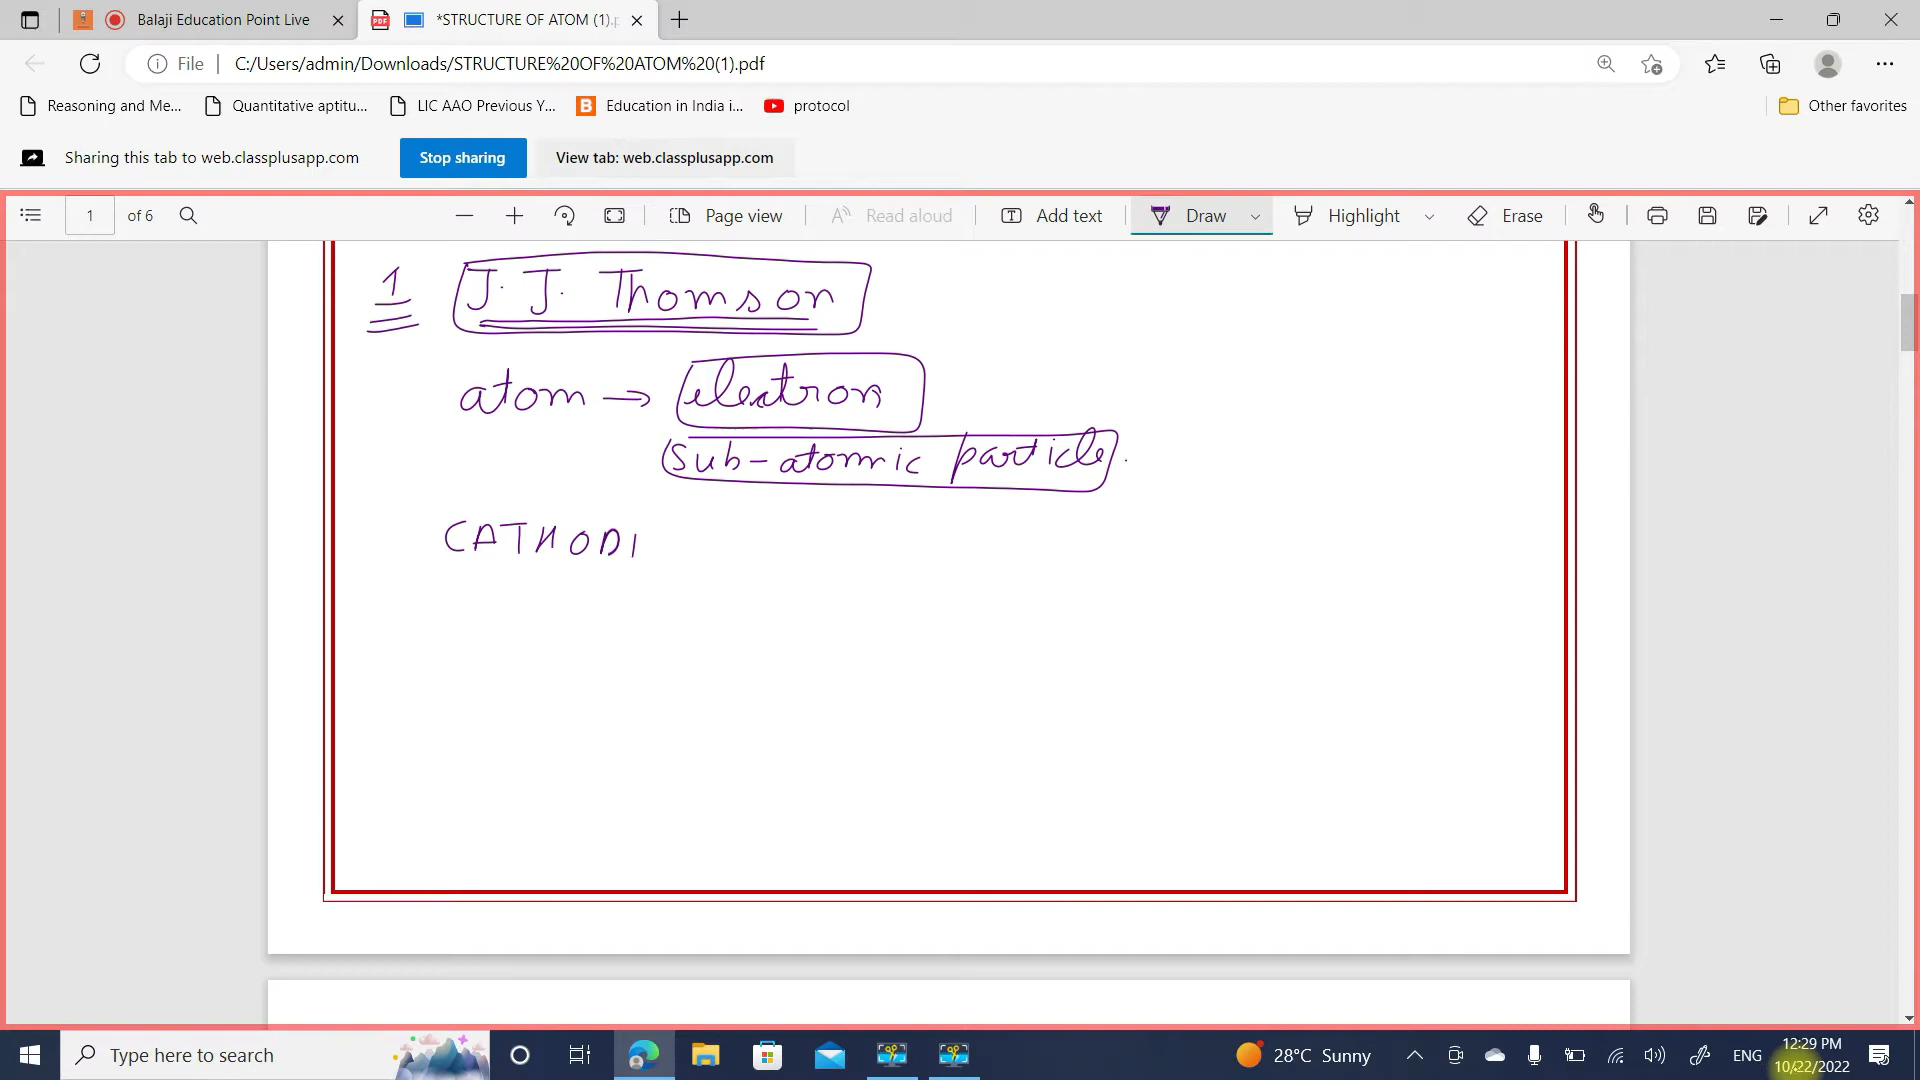 Balaji Education Point Live
*STRUCTURE OF ATOM (1).p
File
C:/Users/admin/Downloads/STRUCTURE%20OF%20ATOM%20(1).pdf
Reasoning and Me... Quantitative aptitu... LIC AAO Previous Y... Education in India i... protocol Other favorites
Sharing this tab to web.classplusapp.com Stop sharing View tab: web.classplusapp.com
1 of 6 Page view Read aloud Add text Draw Highlight Erase
1 J. J. Thomson
atom → electron
Sub-atomic particle.
CATHODI
Type here to search 28°C Sunny ENG 12:29 PM
10/22/2022